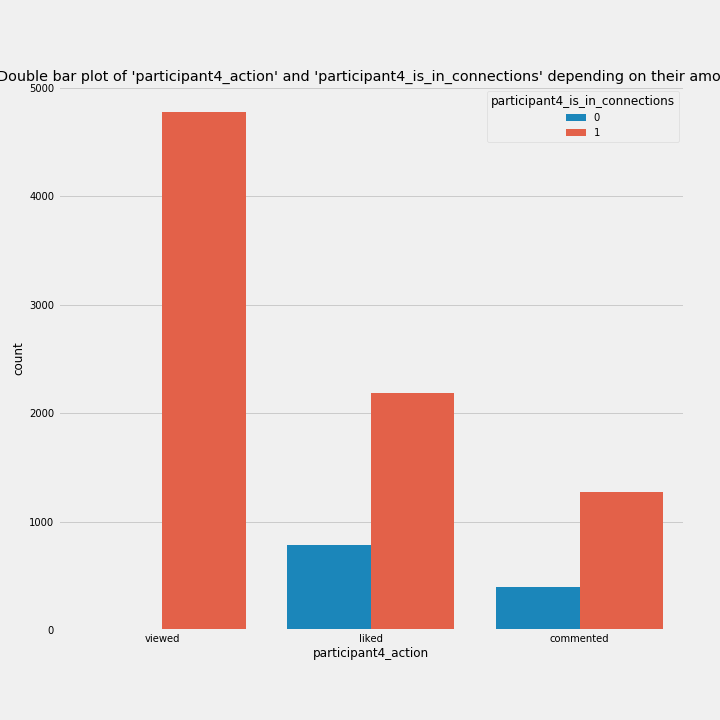 Double bar plot of 'participant4_action' and 'participant4_is_in_connections' depending on their amo
5000
participant4_is_in_connections
0
1
4000
3000
2000
1000
0
count
viewed liked commented
participant4_action